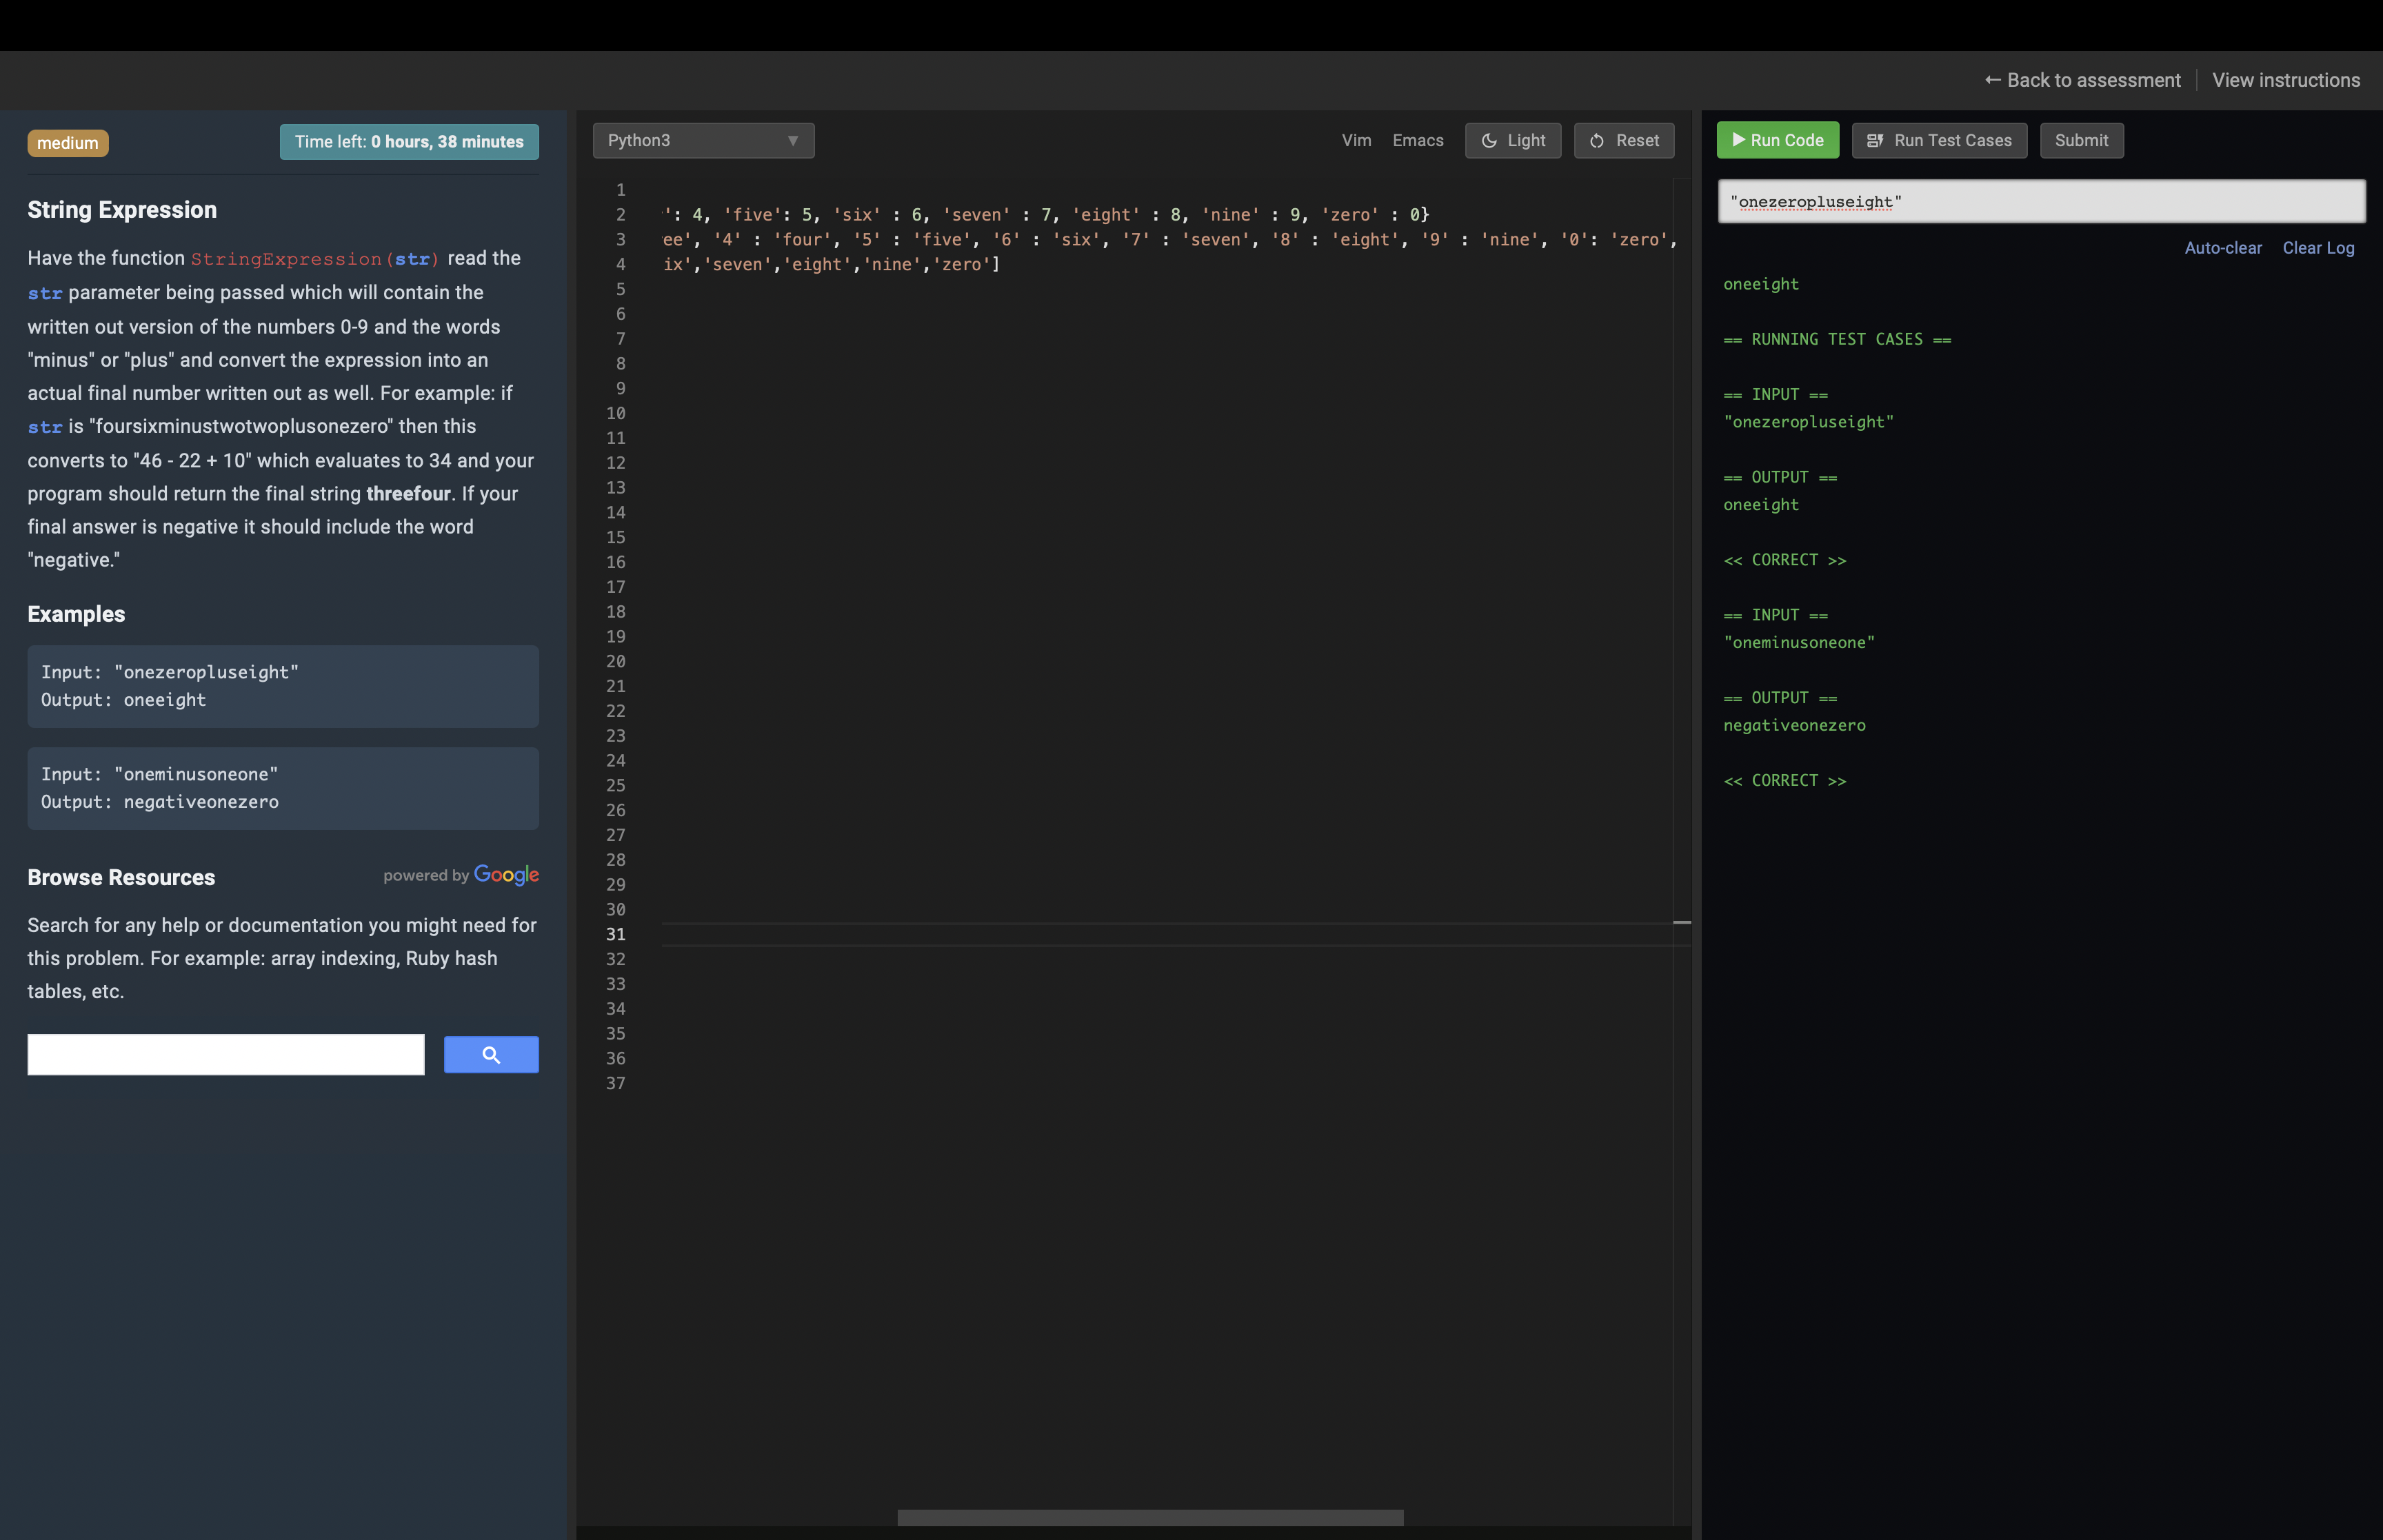 ← Back to assessment
View instructions
medium
Time left: 0 hours, 38 minutes
String Expression
Have the function StringExpression(str) read the
str parameter being passed which will contain the
written out version of the numbers 0-9 and the words
"minus" or "plus" and convert the expression into an
actual final number written out as well. For example: if
str is "foursixminustwotwoplusonezero" then this
converts to "46 - 22 + 10" which evaluates to 34 and your
program should return the final string threefour. If your
final answer is negative it should include the word
"negative."
Examples
Input: "onezeropluseight"
Output: oneeight
Input: "oneminusoneone"
Output: negativeonezero
Browse Resources
powered by Google
Search for any help or documentation you might need for
this problem. For example: array indexing, Ruby hash
tables, etc.
Python3
Vim
Emacs
Light
Reset
1
2 ': 4, 'five': 5, 'six' : 6, 'seven' : 7, 'eight' : 8, 'nine' : 9, 'zero' : 0}
3 ee', '4' : 'four', '5' : 'five', '6' : 'six', '7' : 'seven', '8' : 'eight', '9' : 'nine', '0': 'zero',
4 ix','seven','eight','nine','zero']
5
6
7
8
9
10
11
12
13
14
15
16
17
18
19
20
21
22
23
24
25
26
27
28
29
30
31
32
33
34
35
36
37
Run Code
Run Test Cases
Submit
"onezeropluseight"
Auto-clear
Clear Log
oneeight
== RUNNING TEST CASES ==
== INPUT ==
"onezeropluseight"
== OUTPUT ==
oneeight
<< CORRECT >>
== INPUT ==
"oneminusoneone"
== OUTPUT ==
negativeonezero
<< CORRECT >>